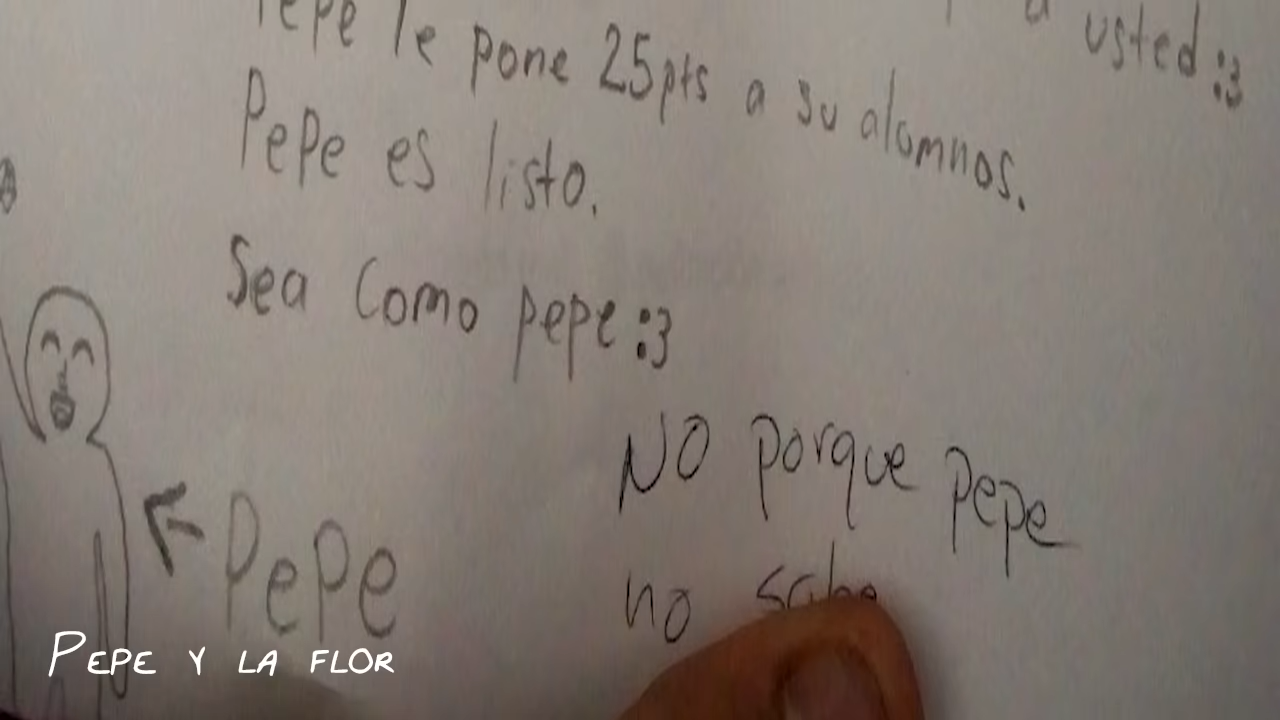 usted :3
Pepe le pone 25pts a su alomnos.
PePe es listo.
Sea Como pepe :3
NO porque pepe
no sabe
PePe
PEPE Y LA FLOR